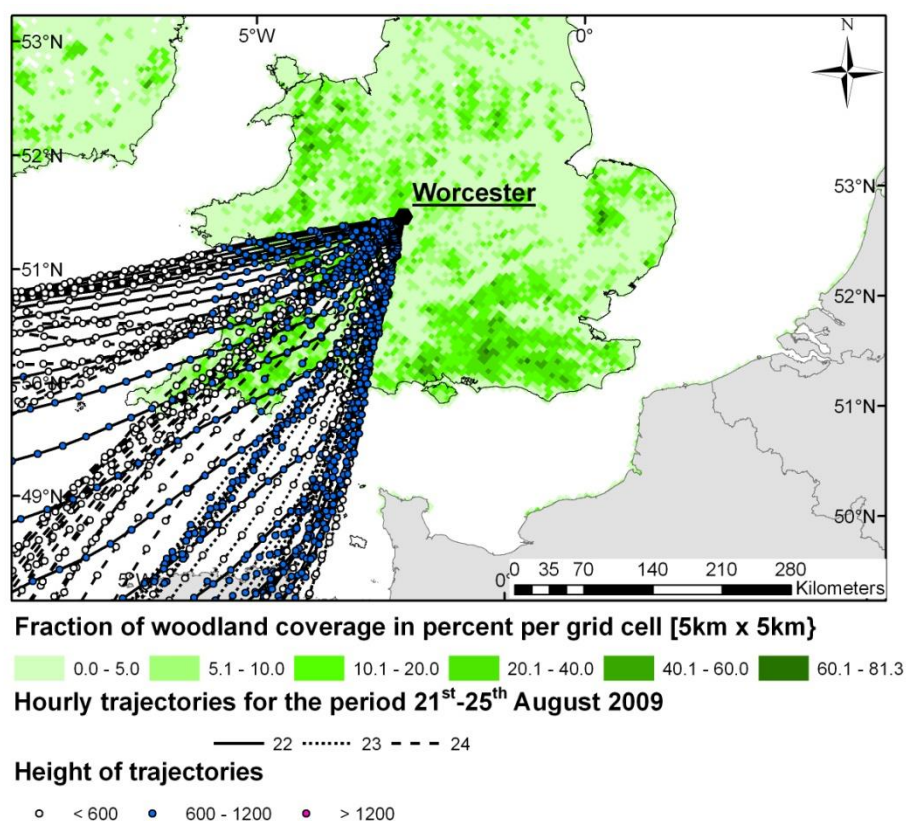 5°W 0°
N
53°N
52°N
53°N
Worcester
51°N
52°N
50°N
51°N
49°N
50°N
5°W 0°
0 35 70 140 210 280
Kilometers
Fraction of woodland coverage in percent per grid cell [5km x 5km}
0.0 - 5.0 5.1 - 10.0 10.1 - 20.0 20.1 - 40.0 40.1 - 60.0 60.1 - 81.3
Hourly trajectories for the period 21st-25th August 2009
22 23 24
Height of trajectories
< 600 600 - 1200 > 1200